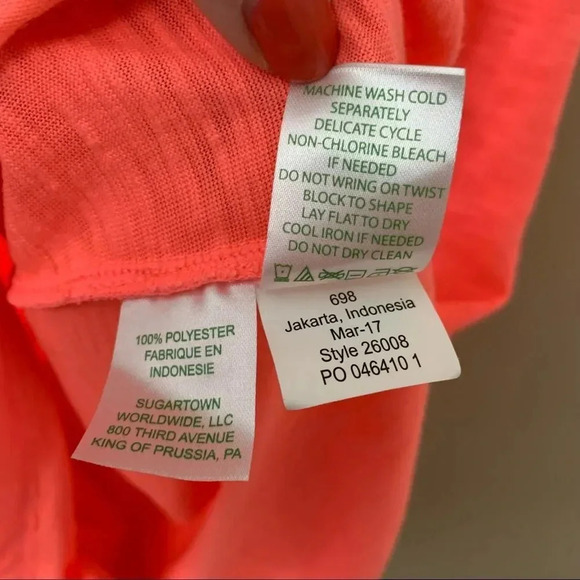 MACHINE WASH COLD
SEPARATELY
DELICATE CYCLE
NON-CHLORINE BLEACH
IF NEEDED
DO NOT WRING OR TWIST
BLOCK TO SHAPE
LAY FLAT TO DRY
COOL IRON IF NEEDED
DO NOT DRY CLEAN
698
Jakarta, Indonesia
Mar-17
Style 26008
PO 046410 1
100% POLYESTER
FABRIQUE EN
INDONESIE
SUGARTOWN
WORLDWIDE, LLC
800 THIRD AVENUE
KING OF PRUSSIA, PA